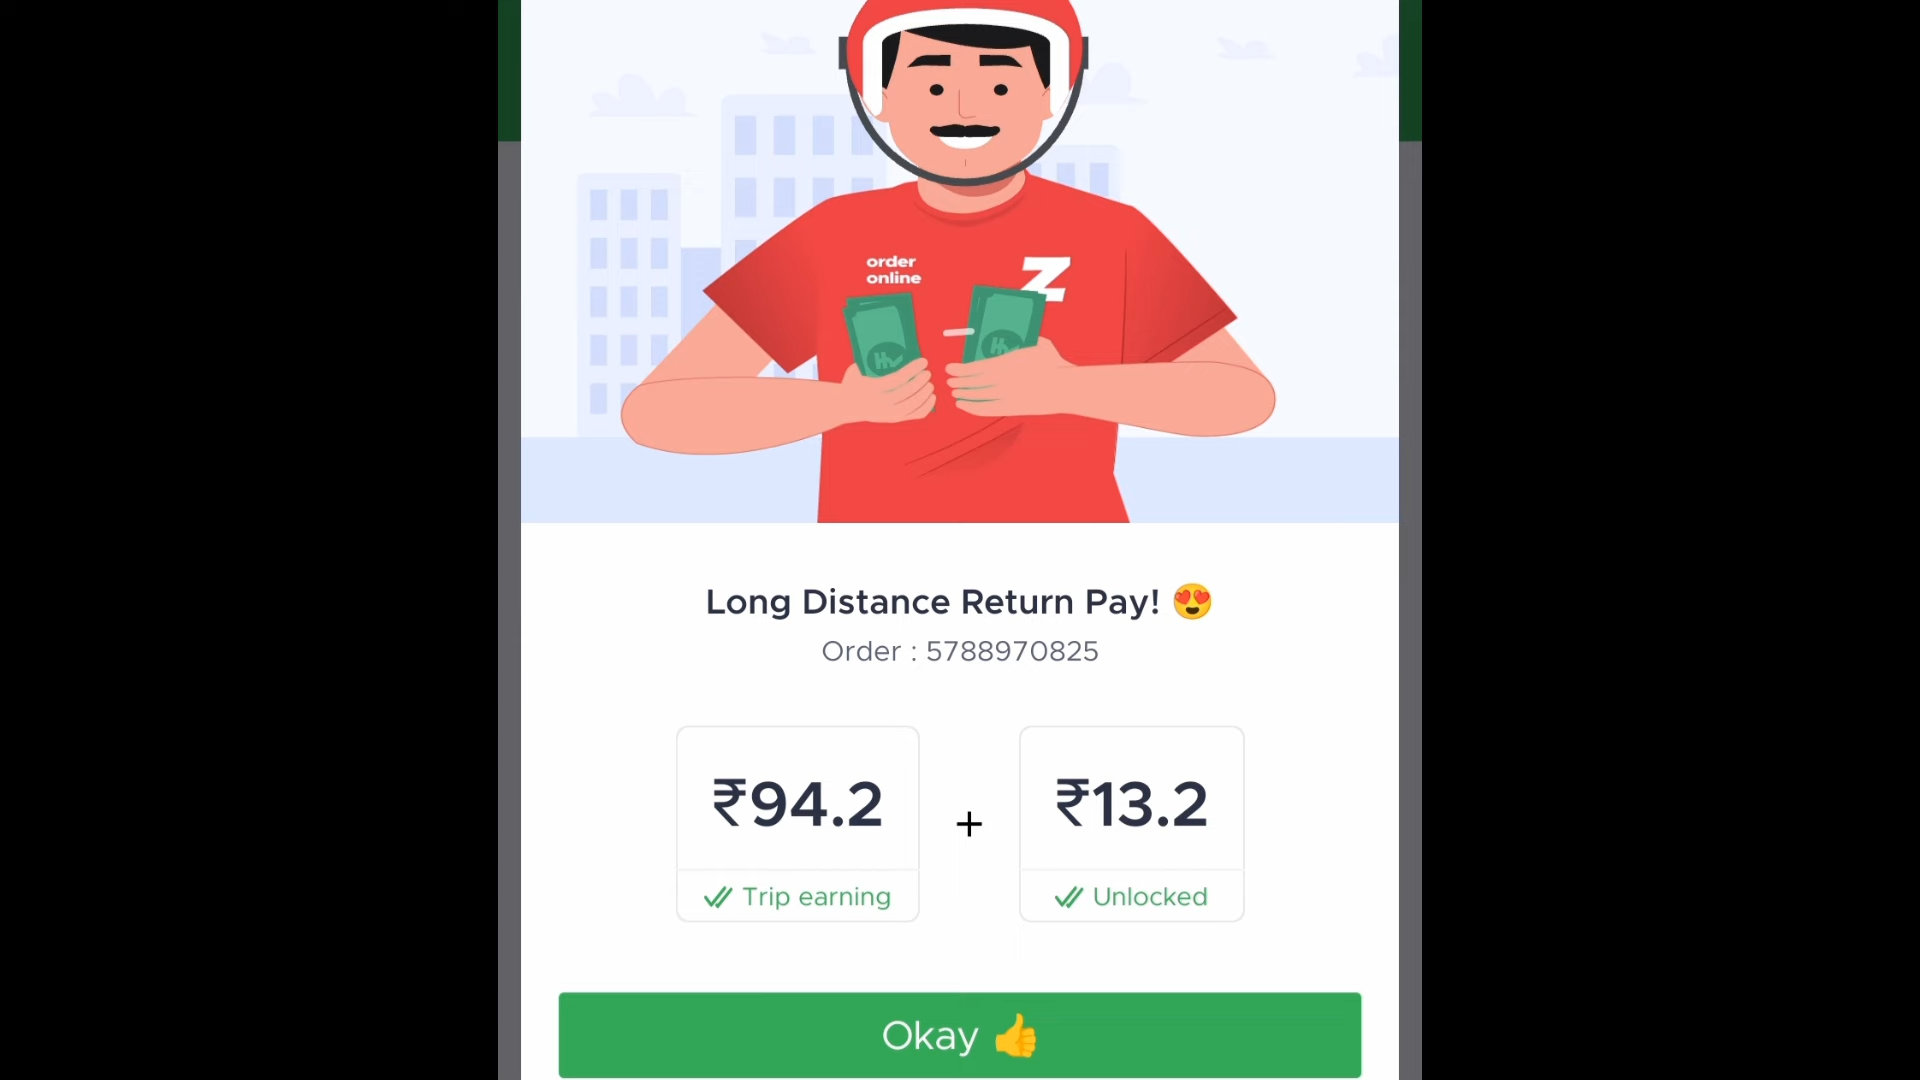 order
online
Z
Long Distance Return Pay! 😍
Order : 5788970825
₹94.2 + ₹13.2
Trip earning
Unlocked
Okay 👍